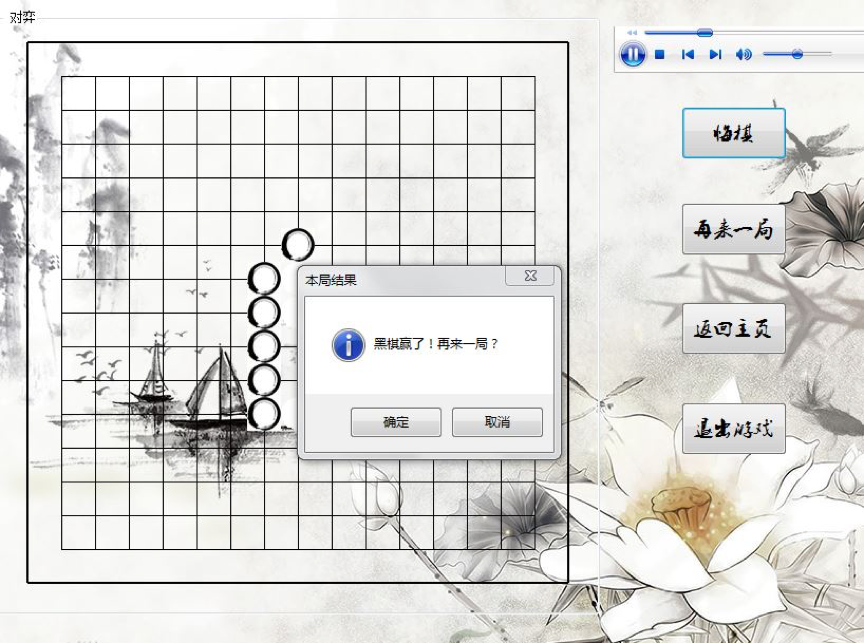 对弈
悔棋
再来一局
返回主页
退出游戏
本局结果
黑棋赢了！再来一局？
确定
取消